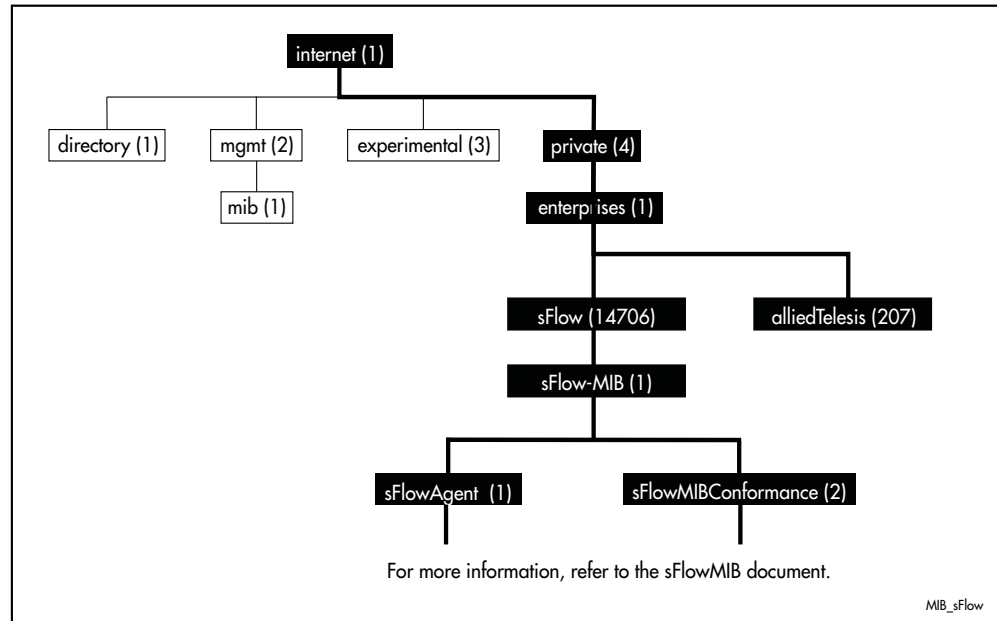 internet (1)
directory (1)
mgmt (2)
experimental (3)
private (4)
mib (1)
enterprises (1)
sFlow (14706)
alliedTelesis (207)
sFlow-MIB (1)
sFlowAgent (1)
sFlowMIBConformance (2)
For more information, refer to the sFlowMIB document.
MIB_sFlow